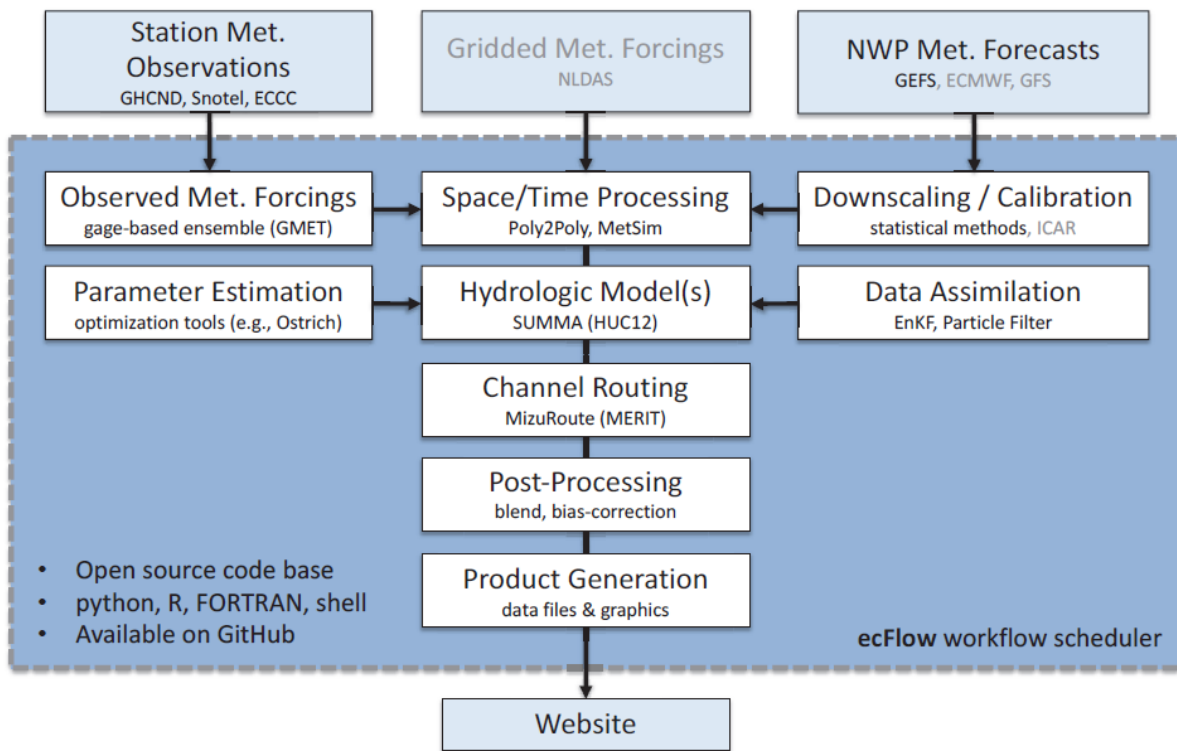 Station Met.
Observations
GHCND, Snotel, ECCC
Gridded Met. Forcings
NLDAS
NWP Met. Forecasts
GEFS, ECMWF, GFS
Observed Met. Forcings
gage-based ensemble (GMET)
Space/Time Processing
Poly2Poly, MetSim
Downscaling / Calibration
statistical methods, ICAR
Parameter Estimation
optimization tools (e.g., Ostrich)
Hydrologic Model(s)
SUMMA (HUC12)
Data Assimilation
EnKF, Particle Filter
Channel Routing
MizuRoute (MERIT)
Post-Processing
blend, bias-correction
Product Generation
data files & graphics
• Open source code base
• python, R, FORTRAN, shell
• Available on GitHub
ecFlow workflow scheduler
Website